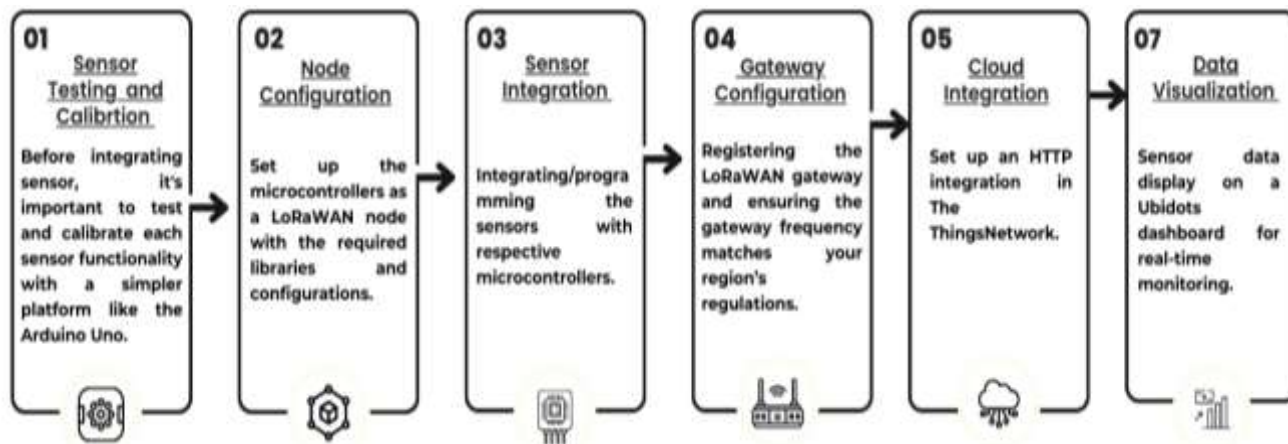 01
Sensor
Testing and
Calibrtion
Before integrating
sensor, it's
important to test
and calibrate each
sensor functionality
with a simpler
platform like the
Arduino Uno.
02
Node
Configuration
Set up the
microcontrollers as
a LoRaWAN node
with the required
libraries and
configurations.
03
Sensor
Integration
Integrating/progra
mming the
sensors with
respective
microcontrollers.
04
Gateway
Configuration
Registering the
LoRaWAN gateway
and ensuring the
gateway frequency
matches your
region's
regulations.
05
Cloud
Integration
Set up an HTTP
integration in
The
ThingsNetwork.
07
Data
Visualization
Sensor data
display on a
Ubidots
dashboard for
real-time
monitoring.